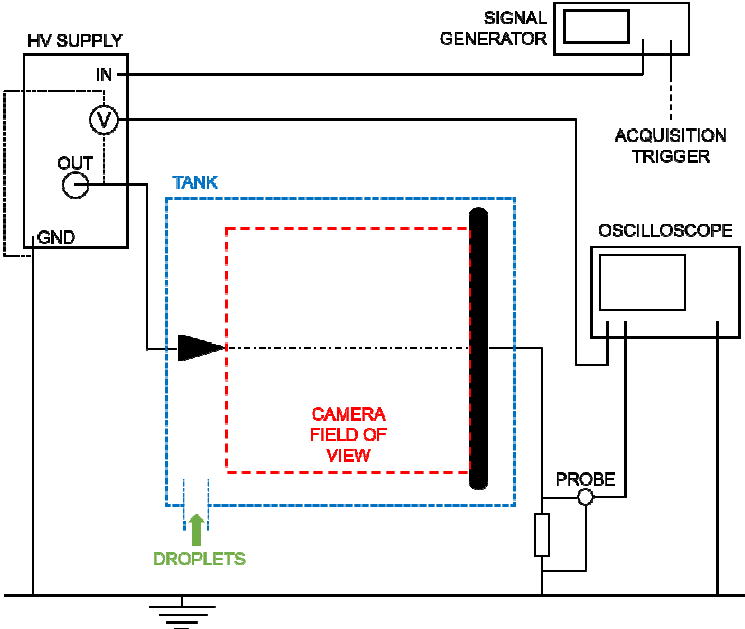 SIGNAL
GENERATOR
HV SUPPLY
IN
V
ACQUISITION
TRIGGER
OUT
TANK
GND
OSCILLOSCOPE
CAMERA
FIELD OF
VIEW
PROBE
DROPLETS